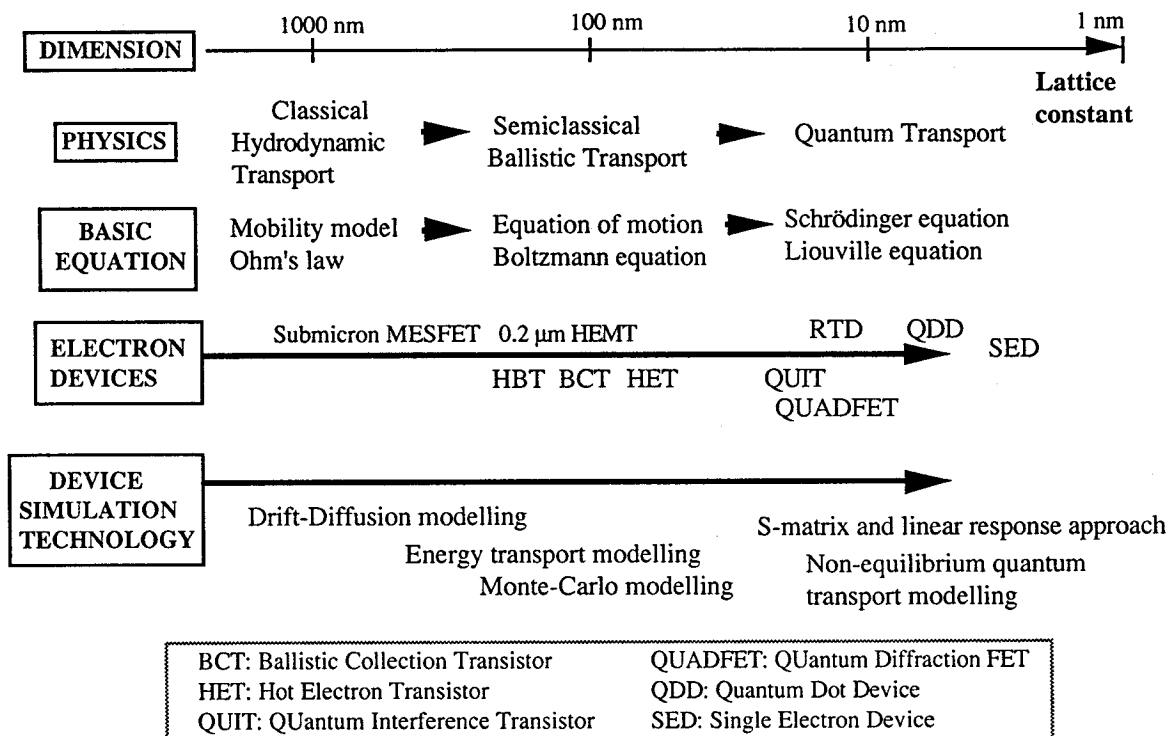 1000 nm 100 nm 10 nm 1 nm
DIMENSION
Lattice
constant
PHYSICS
Classical
Hydrodynamic
Transport
Semiclassical
Ballistic Transport
Quantum Transport
BASIC
EQUATION
Mobility model
Ohm's law
Equation of motion
Boltzmann equation
Schrödinger equation
Liouville equation
ELECTRON
DEVICES
Submicron MESFET 0.2 µm HEMT
RTD QDD
SED
HBT BCT HET
QUIT
QUADFET
DEVICE
SIMULATION
TECHNOLOGY
Drift-Diffusion modelling
Energy transport modelling
Monte-Carlo modelling
S-matrix and linear response approach
Non-equilibrium quantum
transport modelling
BCT: Ballistic Collection Transistor
HET: Hot Electron Transistor
QUIT: QUantum Interference Transistor
QUADFET: QUantum Diffraction FET
QDD: Quantum Dot Device
SED: Single Electron Device